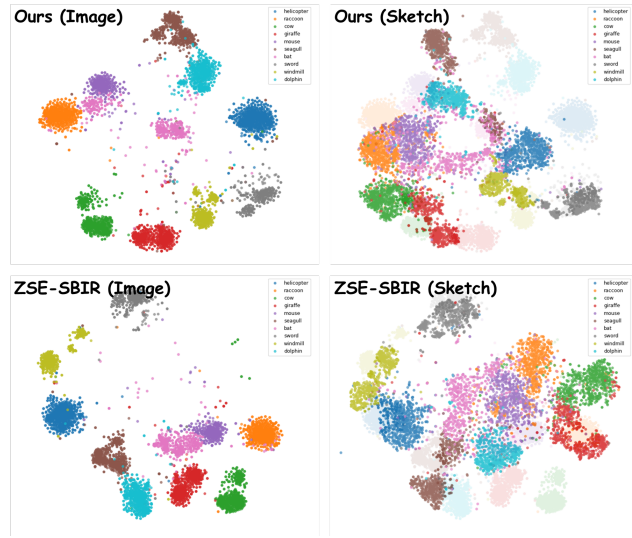 Ours (Image)
helicopter
raccoon
cow
giraffe
mouse
seagull
bat
sword
windmill
dolphin
Ours (Sketch)
helicopter
raccoon
cow
giraffe
mouse
seagull
bat
sword
windmill
dolphin
ZSE-SBIR (Image)
helicopter
raccoon
cow
giraffe
mouse
seagull
bat
sword
windmill
dolphin
ZSE-SBIR (Sketch)
helicopter
raccoon
cow
giraffe
mouse
seagull
bat
sword
windmill
dolphin